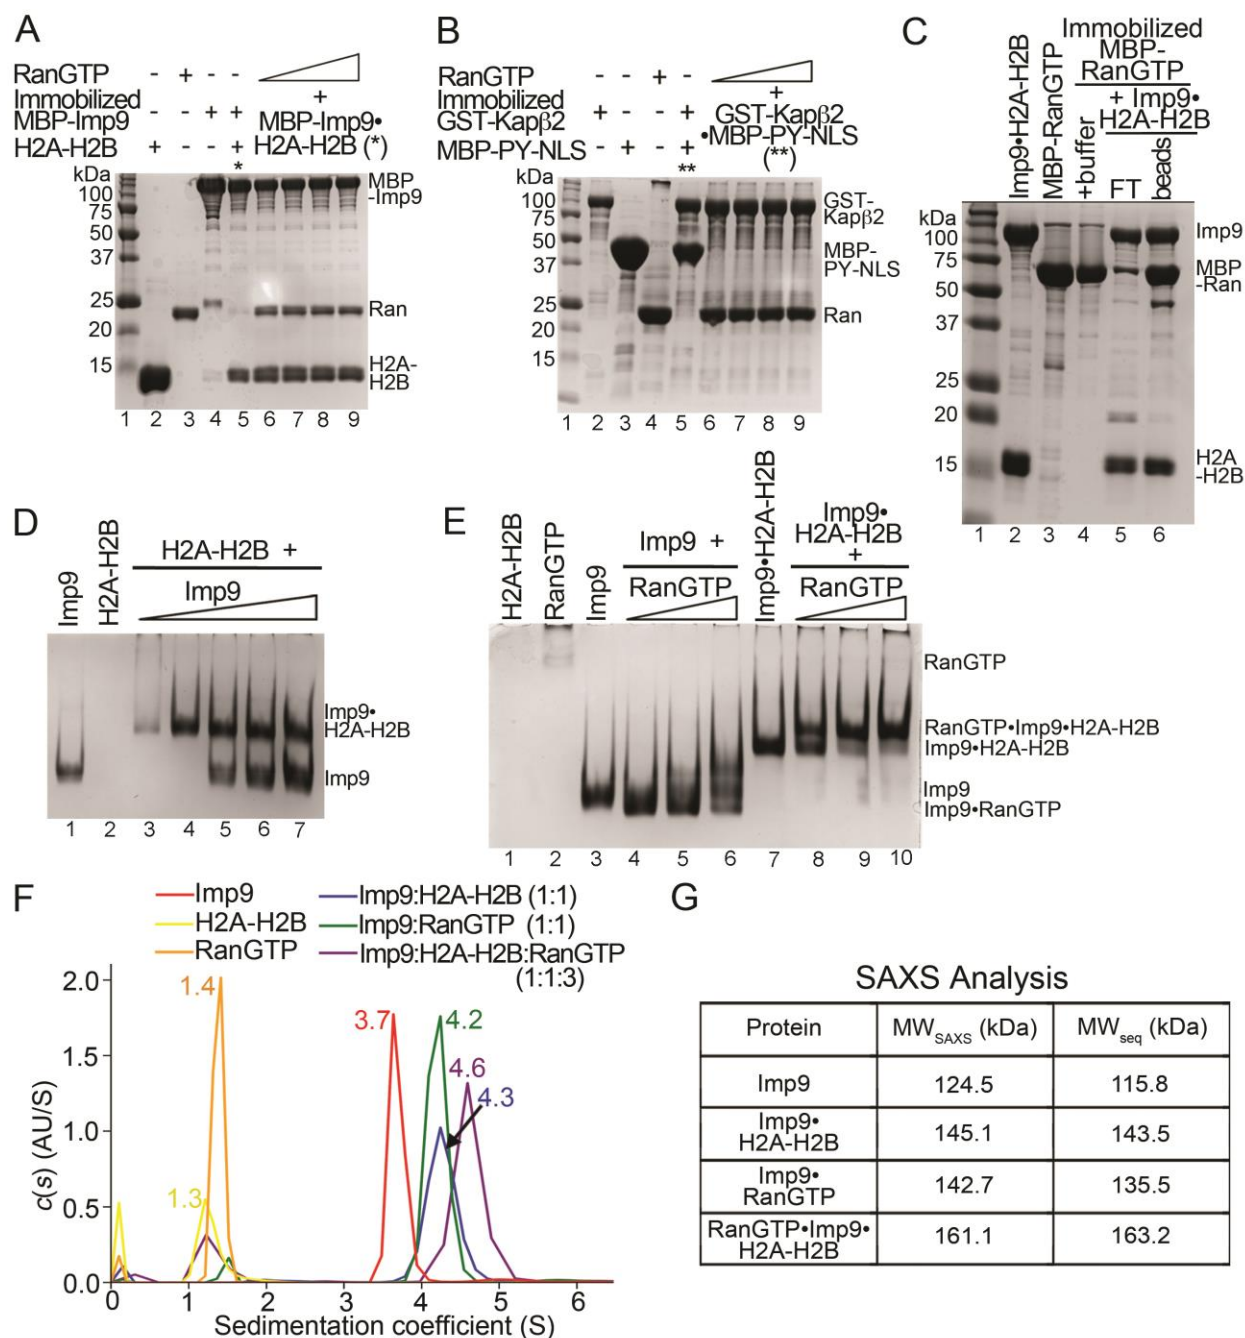 A
RanGTP - + - -
Immobilized
MBP-Imp9 - - + +
H2A-H2B + - - +
*
+
MBP-Imp9•
H2A-H2B (*)
kDa
100
75
50
37
25
20
15
MBP
-Imp9
Ran
H2A-
H2B
1 2 3 4 5 6 7 8 9
B
RanGTP - - + -
Immobilized
GST-Kapβ2 + - - +
MBP-PY-NLS - + - +
**
+
GST-Kapβ2
•MBP-PY-NLS
(**)
kDa
100
75
50
37
25
20
15
GST-
Kapβ2
MBP-
PY-NLS
Ran
1 2 3 4 5 6 7 8 9
C
Imp9•H2A-H2B
MBP-RanGTP
Immobilized
MBP-
RanGTP
+buffer
+ Imp9•
H2A-H2B
FT
beads
kDa
100
75
50
37
25
20
15
Imp9
MBP
-Ran
H2A
-H2B
1 2 3 4 5 6
D
Imp9
H2A-H2B
H2A-H2B +
Imp9
Imp9•
H2A-H2B
Imp9
1 2 3 4 5 6 7
E
H2A-H2B
RanGTP
Imp9
Imp9 +
RanGTP
Imp9•H2A-H2B
Imp9•
H2A-H2B
+
RanGTP
RanGTP
RanGTP•Imp9•H2A-H2B
Imp9•H2A-H2B
Imp9
Imp9•RanGTP
1 2 3 4 5 6 7 8 9 10
F
Imp9
H2A-H2B
RanGTP
Imp9:H2A-H2B (1:1)
Imp9:RanGTP (1:1)
Imp9:H2A-H2B:RanGTP
(1:1:3)
c(s) (AU/S)
2.0
1.5
1.0
0.5
0.0
1.4
1.3
3.7
4.2
4.6
4.3
0 1 2 3 4 5 6
Sedimentation coefficient (S)
G
SAXS Analysis
Protein MWSAXS (kDa) MWseq (kDa)
Imp9 124.5 115.8
Imp9•
H2A-H2B 145.1 143.5
Imp9•
RanGTP 142.7 135.5
RanGTP•Imp9•
H2A-H2B 161.1 163.2